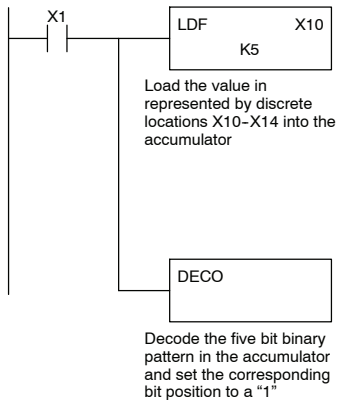 X1
LDF X10
K5
Load the value in
represented by discrete
locations X10-X14 into the
accumulator
DECO
Decode the five bit binary
pattern in the accumulator
and set the corresponding
bit position to a “1”